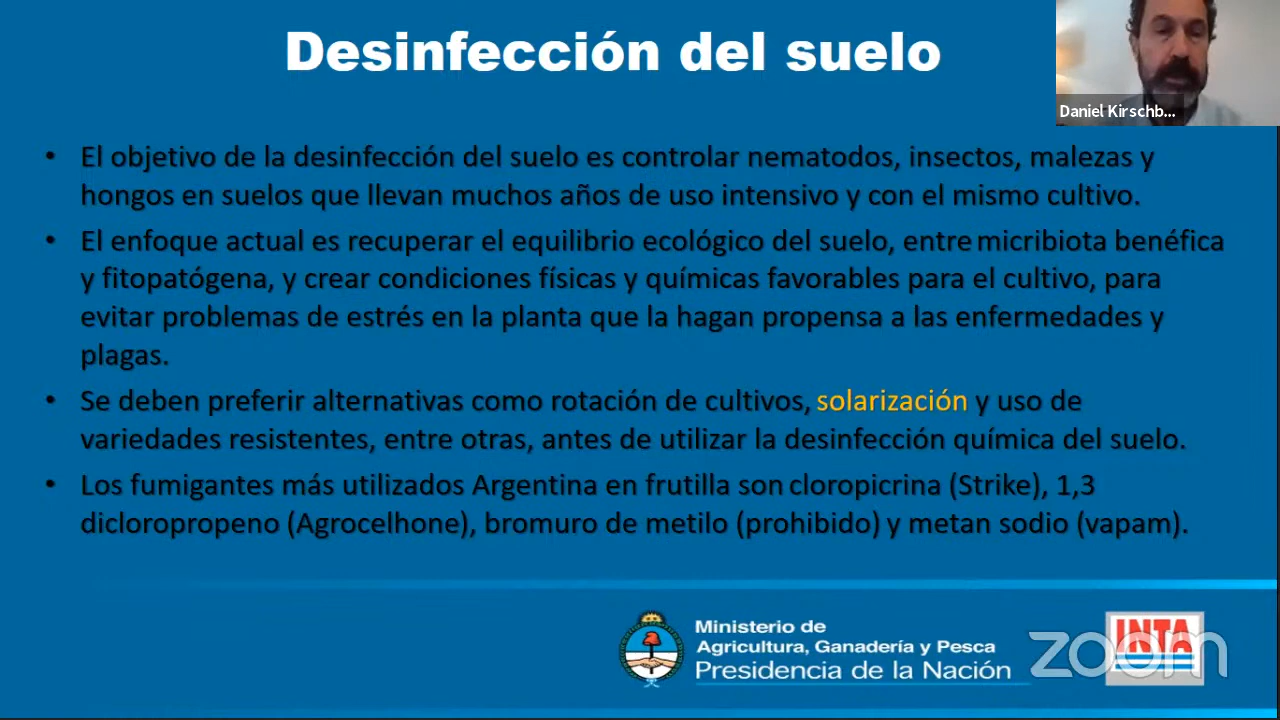 Desinfección del suelo
Daniel Kirschb...
• El objetivo de la desinfección del suelo es controlar nematodos, insectos, malezas y
hongos en suelos que llevan muchos años de uso intensivo y con el mismo cultivo.
• El enfoque actual es recuperar el equilibrio ecológico del suelo, entre micribiota benéfica
y fitopatógena, y crear condiciones físicas y químicas favorables para el cultivo, para
evitar problemas de estrés en la planta que la hagan propensa a las enfermedades y
plagas.
• Se deben preferir alternativas como rotación de cultivos, solarización y uso de
variedades resistentes, entre otras, antes de utilizar la desinfección química del suelo.
• Los fumigantes más utilizados Argentina en frutilla son cloropicrina (Strike), 1,3
dicloropropeno (Agrocelhone), bromuro de metilo (prohibido) y metan sodio (vapam).
Ministerio de
Agricultura, Ganadería y Pesca
Presidencia de la Nación
INTA
zoom